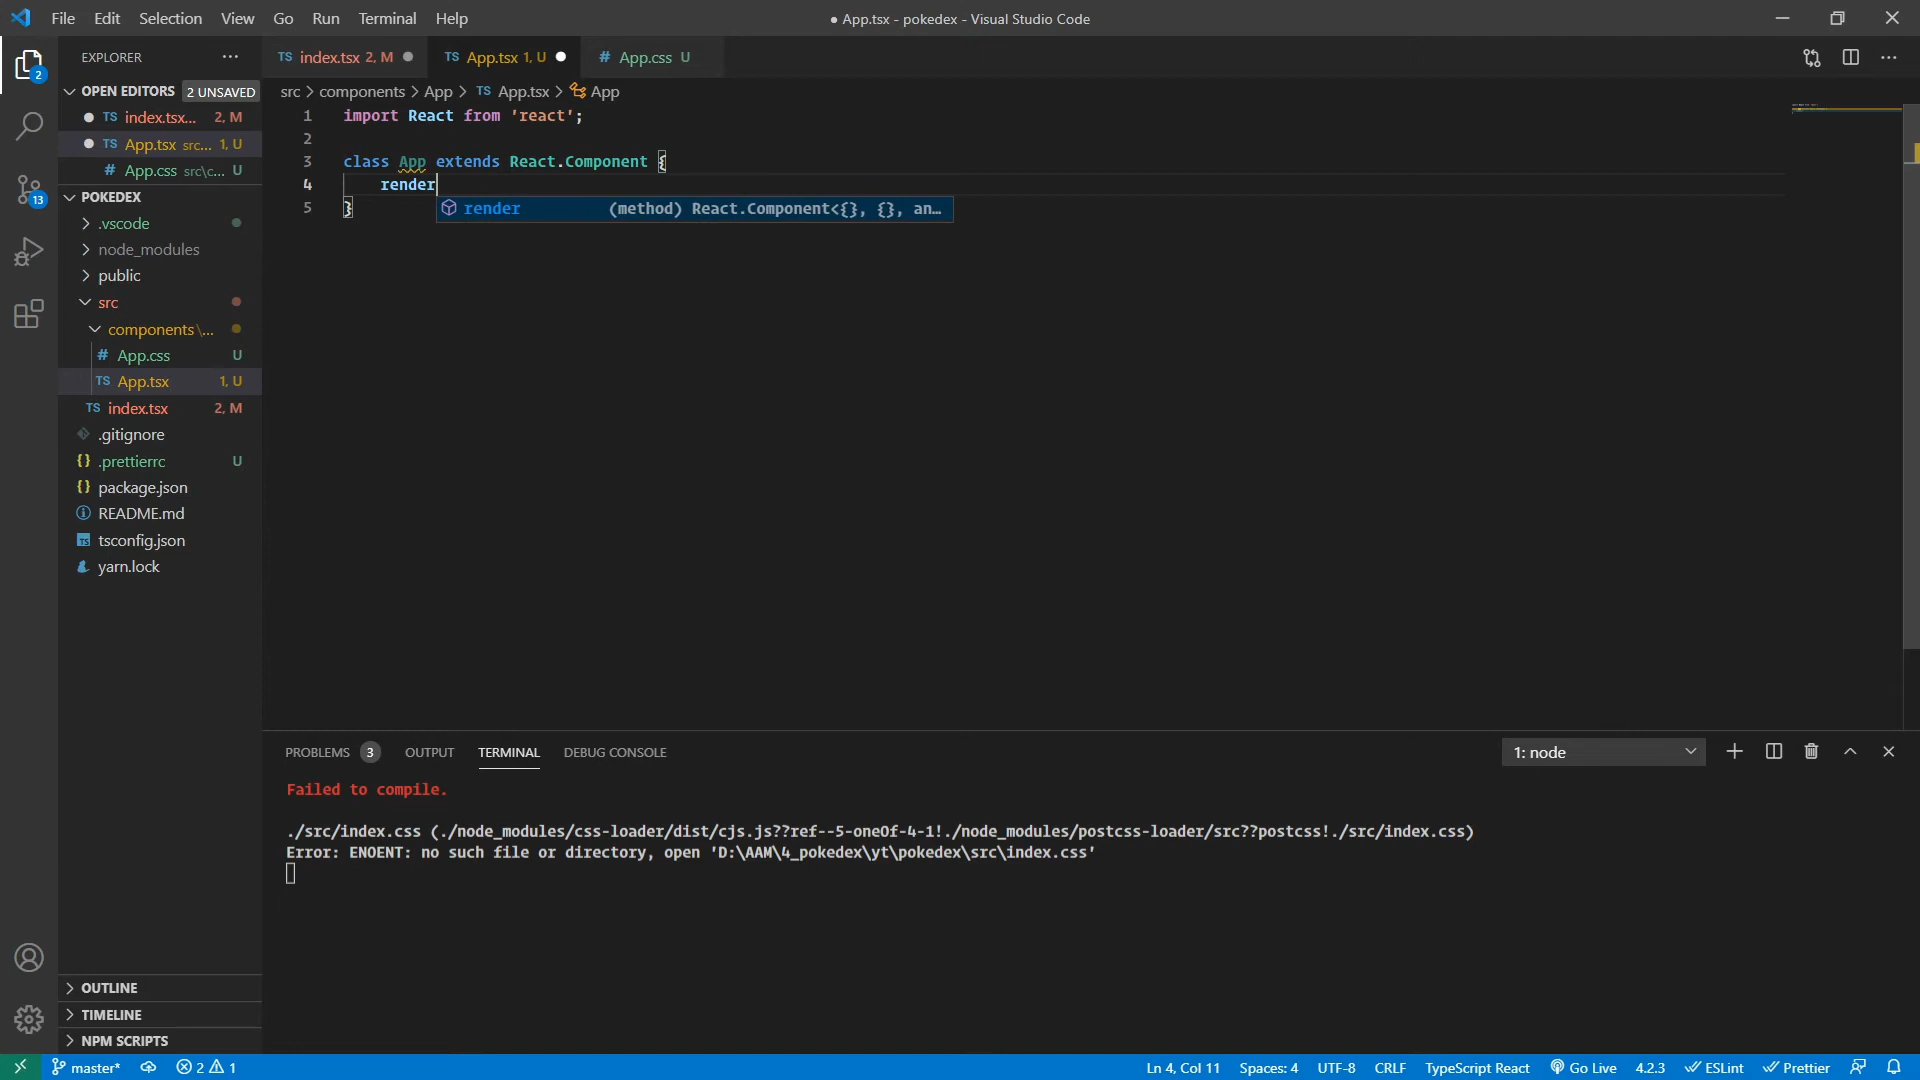 File Edit Selection View Go Run Terminal Help
● App.tsx - pokedex - Visual Studio Code
EXPLORER
TS index.tsx 2, M
TS App.tsx 1, U
# App.css U
OPEN EDITORS 2 UNSAVED
TS index.tsx... 2, M
TS App.tsx src... 1, U
# App.css src\c... U
POKEDEX
.vscode
node_modules
public
src
components\...
# App.css U
TS App.tsx 1, U
TS index.tsx 2, M
.gitignore
{} .prettierrc U
{} package.json
README.md
TS tsconfig.json
yarn.lock
OUTLINE
TIMELINE
NPM SCRIPTS
2
13
src > components > App > TS App.tsx > App
1 import React from 'react';
2
3 class App extends React.Component {
4 render
5 }
render (method) React.Component<{}, {}, an…
PROBLEMS 3 OUTPUT TERMINAL DEBUG CONSOLE
1: node
Failed to compile.
./src/index.css (./node_modules/css-loader/dist/cjs.js??ref--5-oneOf-4-1!./node_modules/postcss-loader/src??postcss!./src/index.css)
Error: ENOENT: no such file or directory, open 'D:\AAM\4_pokedex\yt\pokedex\src\index.css'
master* 2 1
Ln 4, Col 11 Spaces: 4 UTF-8 CRLF TypeScript React Go Live 4.2.3 ESLint Prettier